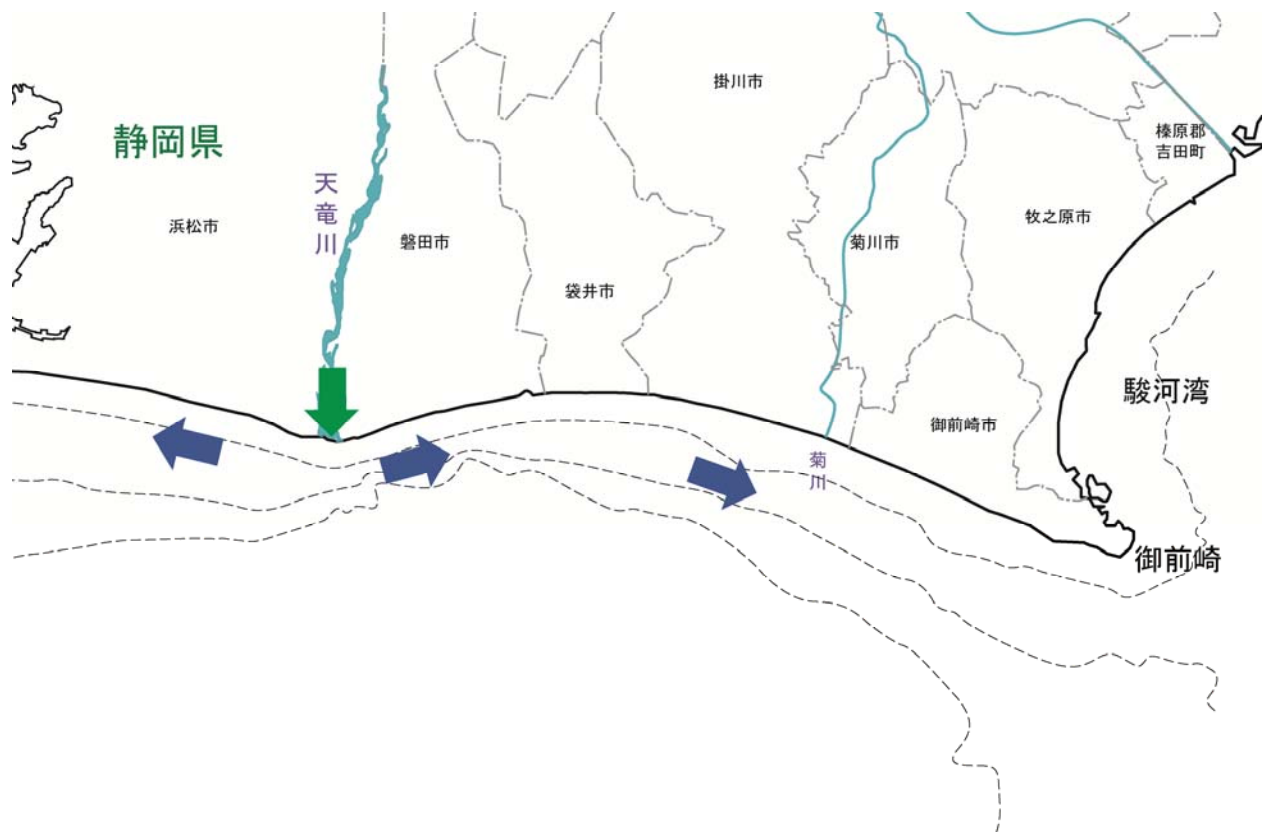 掛川市
榛原郡
吉田町
静岡県
天竜川
浜松市
磐田市
牧之原市
菊川市
袋井市
駿河湾
御前崎市
菊川
御前崎